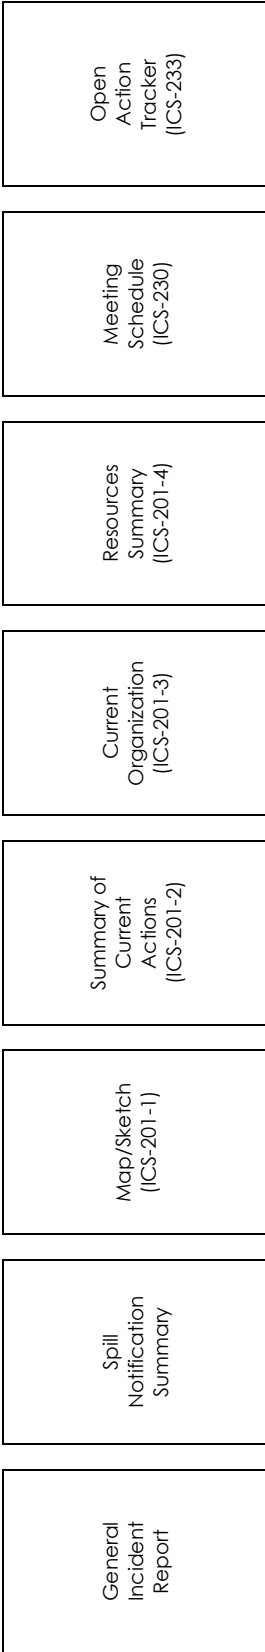 General
Incident
Report
Spill
Notification
Summary
Map/Sketch
(ICS-201-1)
Summary of
Current
Actions
(ICS-201-2)
Current
Organization
(ICS-201-3)
Resources
Summary
(ICS-201-4)
Meeting
Schedule
(ICS-230)
Open
Action
Tracker
(ICS-233)